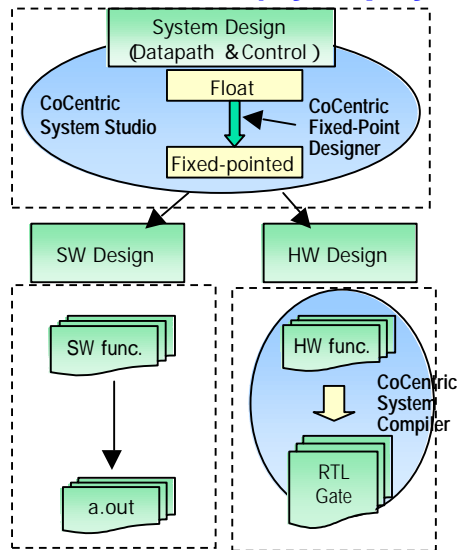 System Design
(Datapath & Control )
Float
CoCentric
System Studio
CoCentric
Fixed-Point
Designer
Fixed-pointed
SW Design
HW Design
SW func.
HW func.
CoCentric
System
Compiler
RTL
Gate
a.out